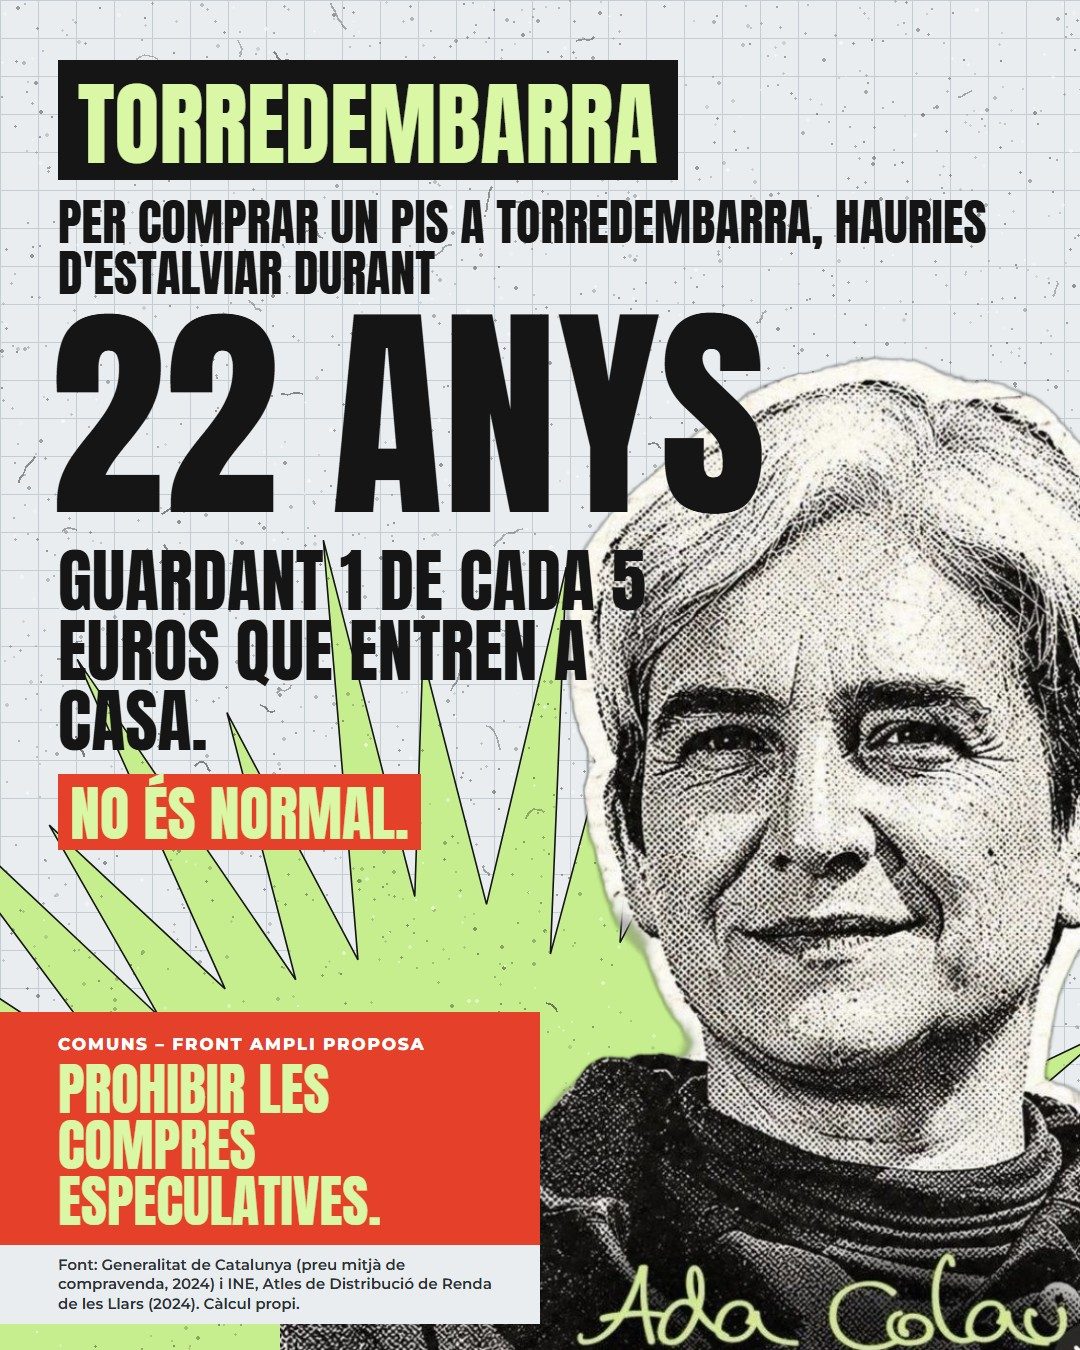 TORREDEMBARRA
PER COMPRAR UN PIS A TORREDEMBARRA, HAURIES
D'ESTALVIAR DURANT
22 ANYS
GUARDANT 1 DE CADA 5
EUROS QUE ENTREN A
CASA.
NO ÉS NORMAL.
COMUNS – FRONT AMPLI PROPOSA
PROHIBIR LES
COMPRES
ESPECULATIVES.
Font: Generalitat de Catalunya (preu mitjà de
compravenda, 2024) i INE, Atles de Distribució de Renda
de les Llars (2024). Càlcul propi.
Ada Colau